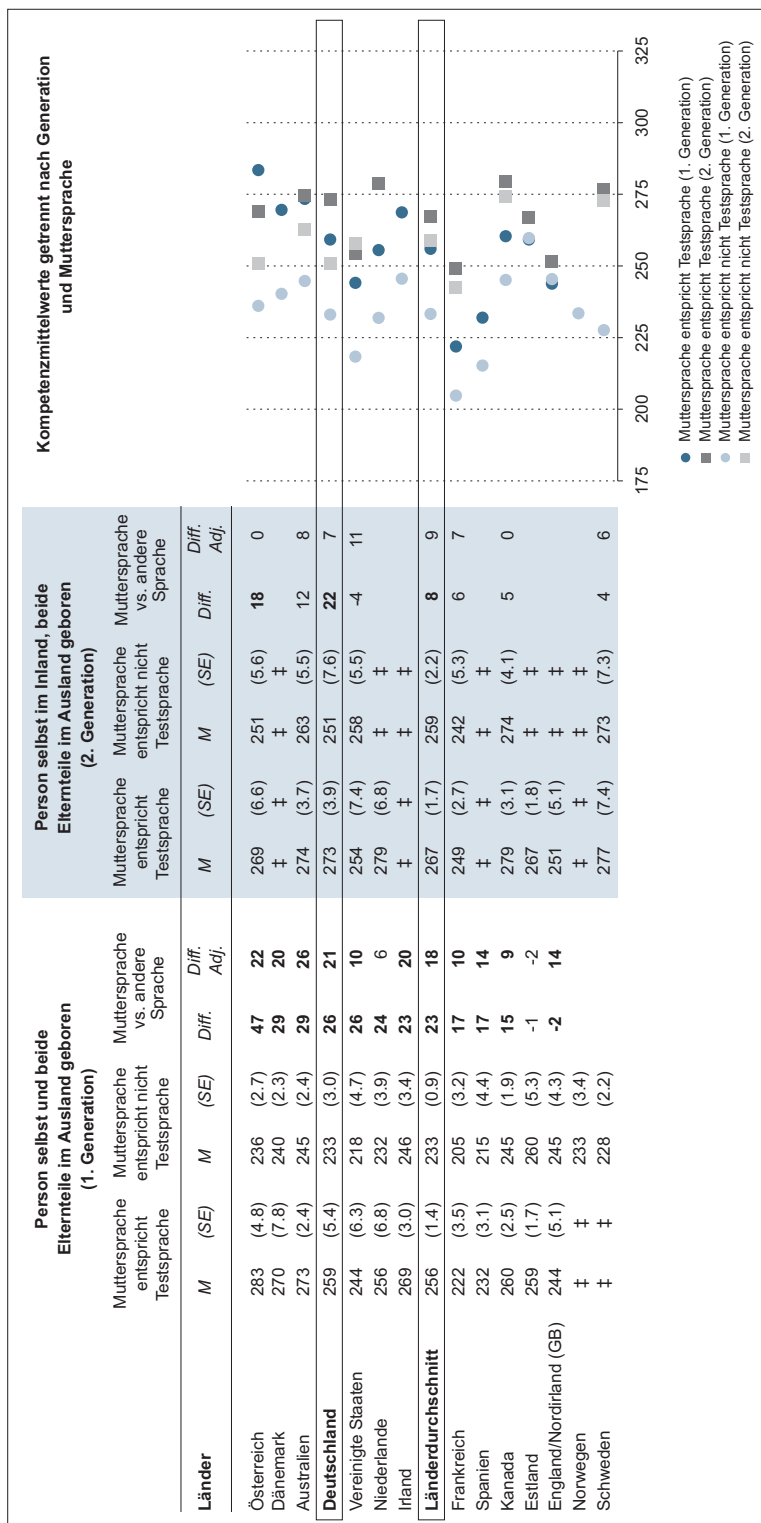 Person selbst und beide
Elternteile im Ausland geboren
(1. Generation)
Person selbst im Inland, beide
Elternteile im Ausland geboren
(2. Generation)
Kompetenzmittelwerte getrennt nach Generation
und Muttersprache
Muttersprache entspricht Testsprache
Muttersprache entspricht nicht Testsprache
Muttersprache vs. andere Sprache
Muttersprache entspricht Testsprache
Muttersprache entspricht nicht Testsprache
Muttersprache vs. andere Sprache
Länder M (SE) M (SE) Diff. Diff. Adj. M (SE) M (SE) Diff. Diff. Adj.
Österreich 283 (4.8) 236 (2.7) 47 22 269 (6.6) 251 (5.6) 18 0
Dänemark 270 (7.8) 240 (2.3) 29 20 ‡ ‡
Australien 273 (2.4) 245 (2.4) 29 26 274 (3.7) 263 (5.5) 12 8
Deutschland 259 (5.4) 233 (3.0) 26 21 273 (3.9) 251 (7.6) 22 7
Vereinigte Staaten 244 (6.3) 218 (4.7) 26 10 254 (7.4) 258 (5.5) -4 11
Niederlande 256 (6.8) 232 (3.9) 24 6 279 (6.8) ‡ ‡
Irland 269 (3.0) 246 (3.4) 23 20 ‡ ‡ ‡ ‡
Länderdurchschnitt 256 (1.4) 233 (0.9) 23 18 267 (1.7) 259 (2.2) 8 9
Frankreich 222 (3.5) 205 (3.2) 17 10 249 (2.7) 242 (5.3) 6 7
Spanien 232 (3.1) 215 (4.4) 17 14 ‡ ‡ ‡ ‡
Kanada 260 (2.5) 245 (1.9) 15 9 279 (3.1) 274 (4.1) 5 0
Estland 259 (1.7) 260 (5.3) -1 -2 267 (1.8) ‡ ‡
England/Nordirland (GB) 244 (5.1) 245 (4.3) -2 14 251 (5.1) ‡ ‡
Norwegen ‡ ‡ 233 (3.4) ‡ ‡ ‡ ‡
Schweden ‡ ‡ 228 (2.2) 277 (7.4) 273 (7.3) 4 6
175 200 225 250 275 300 325
Muttersprache entspricht Testsprache (1. Generation)
Muttersprache entspricht Testsprache (2. Generation)
Muttersprache entspricht nicht Testsprache (1. Generation)
Muttersprache entspricht nicht Testsprache (2. Generation)